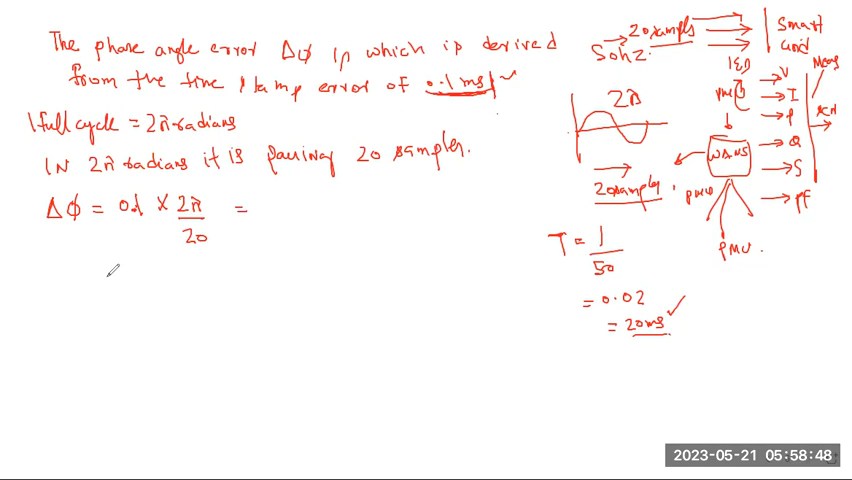 The phase angle error Δϕ is which is derived
from the time stamp error of 0.1 ms
1 full cycle = 2π radians
IN 2π radians it is passing 20 samples.
Δϕ = 0.1 × 2π/20 =
50hz
20 samples
Smart
Grid
2π
20 samples
IED
PMU
WAMS
PMU
PMU
V
I
P
Q
S
pf
Meas
T = 1/50
= 0.02
= 20ms
2023-05-21 05:58:48